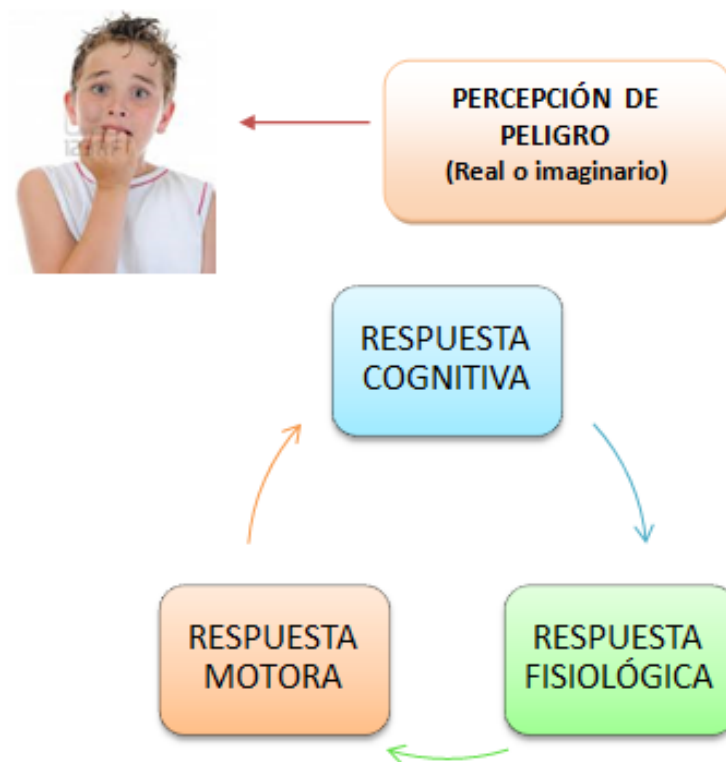 PERCEPCIÓN DE
PELIGRO
(Real o imaginario)
RESPUESTA
COGNITIVA
RESPUESTA
MOTORA
RESPUESTA
FISIOLÓGICA